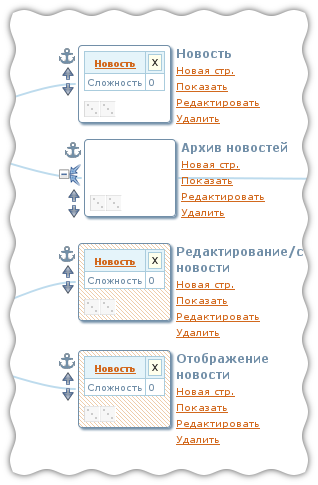 Новость
Новость X
Новая стр.
Сложность 0
Показать
Редактировать
Удалить
Архив новостей
Новая стр.
Показать
Редактировать
Удалить
Редактирование/с
новости
Новость X
Сложность 0
Новая стр.
Показать
Редактировать
Удалить
Отображение
новости
Новость X
Сложность 0
Новая стр.
Показать
Редактировать
Удалить